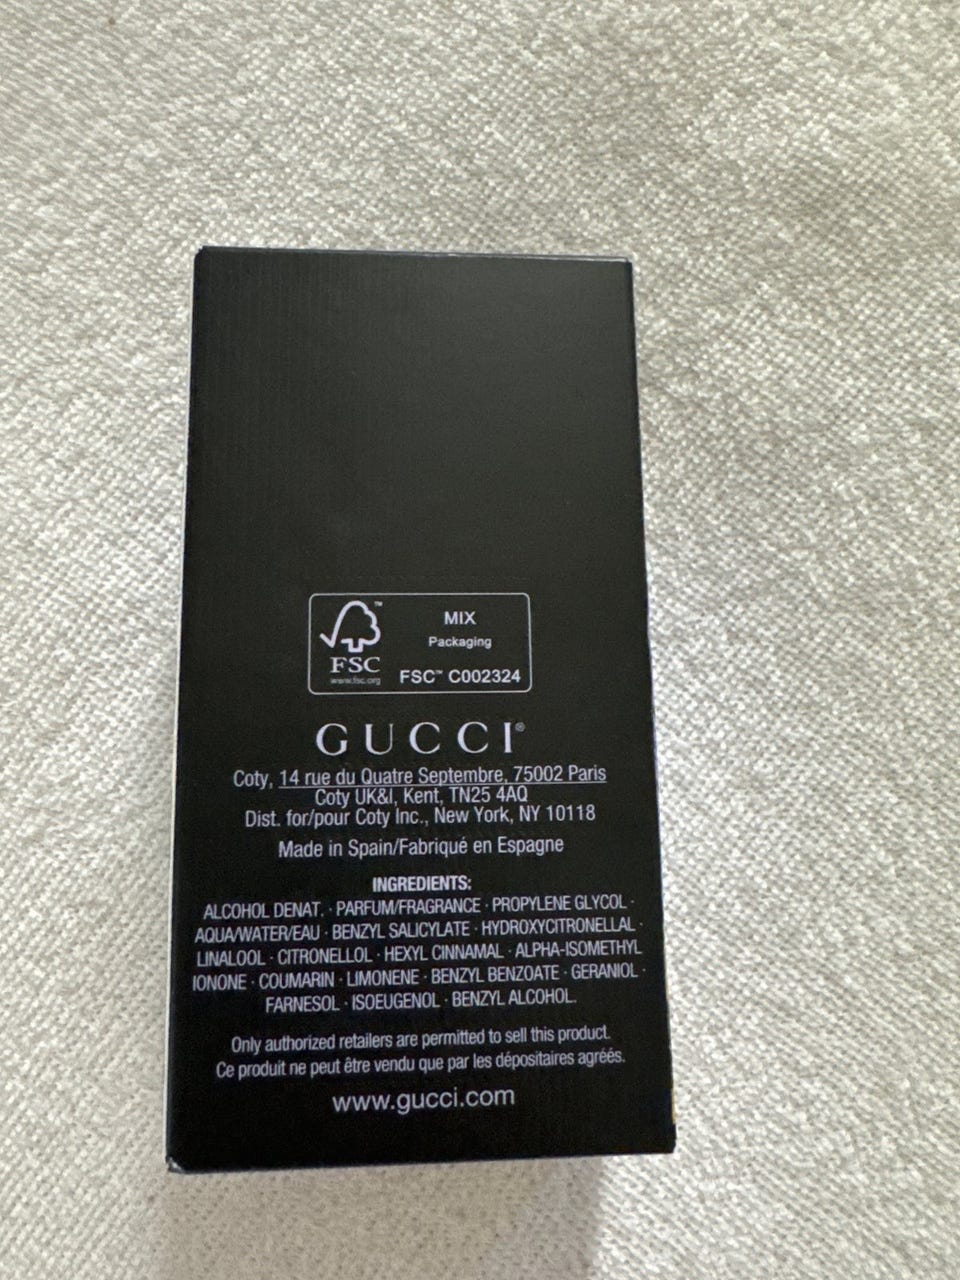 MIX
Packaging
FSC™ C002324
™
FSC
www.fsc.org
GUCCI®
Coty, 14 rue du Quatre Septembre, 75002 Paris
Coty UK&I, Kent, TN25 4AQ
Dist. for/pour Coty Inc., New York, NY 10118
Made in Spain/Fabriqué en Espagne
INGREDIENTS:
ALCOHOL DENAT. · PARFUM/FRAGRANCE · PROPYLENE GLYCOL ·
AQUA/WATER/EAU · BENZYL SALICYLATE · HYDROXYCITRONELLAL ·
LINALOOL · CITRONELLOL · HEXYL CINNAMAL · ALPHA-ISOMETHYL
IONONE · COUMARIN · LIMONENE · BENZYL BENZOATE · GERANIOL ·
FARNESOL · ISOEUGENOL · BENZYL ALCOHOL.
Only authorized retailers are permitted to sell this product.
Ce produit ne peut être vendu que par les dépositaires agréés.
www.gucci.com